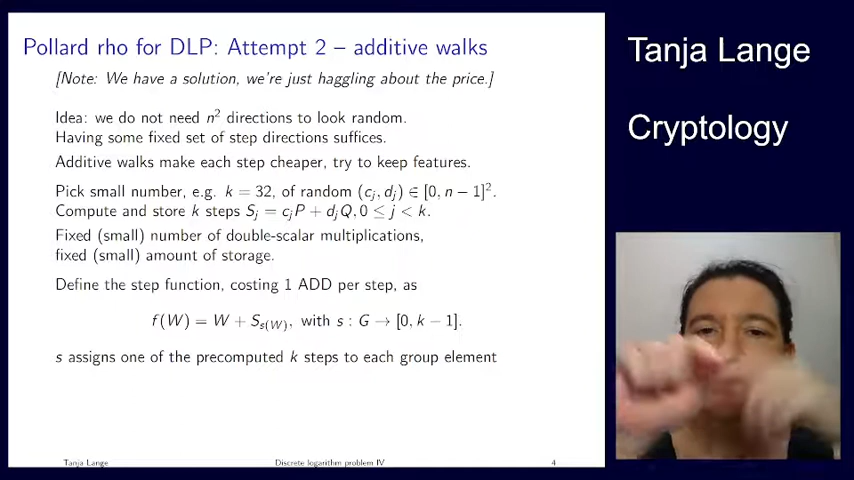 Pollard rho for DLP: Attempt 2 – additive walks
[Note: We have a solution, we're just haggling about the price.]
Idea: we do not need n² directions to look random.
Having some fixed set of step directions suffices.
Additive walks make each step cheaper, try to keep features.
Pick small number, e.g. k = 32, of random (cⱼ, dⱼ) ∈ [0, n − 1]².
Compute and store k steps Sⱼ = cⱼP + dⱼQ, 0 ≤ j < k.
Fixed (small) number of double-scalar multiplications,
fixed (small) amount of storage.
Define the step function, costing 1 ADD per step, as
f(W) = W + S_{s(W)}, with s : G → [0, k − 1].
s assigns one of the precomputed k steps to each group element
Tanja Lange
Discrete logarithm problem IV
4
Tanja Lange
Cryptology